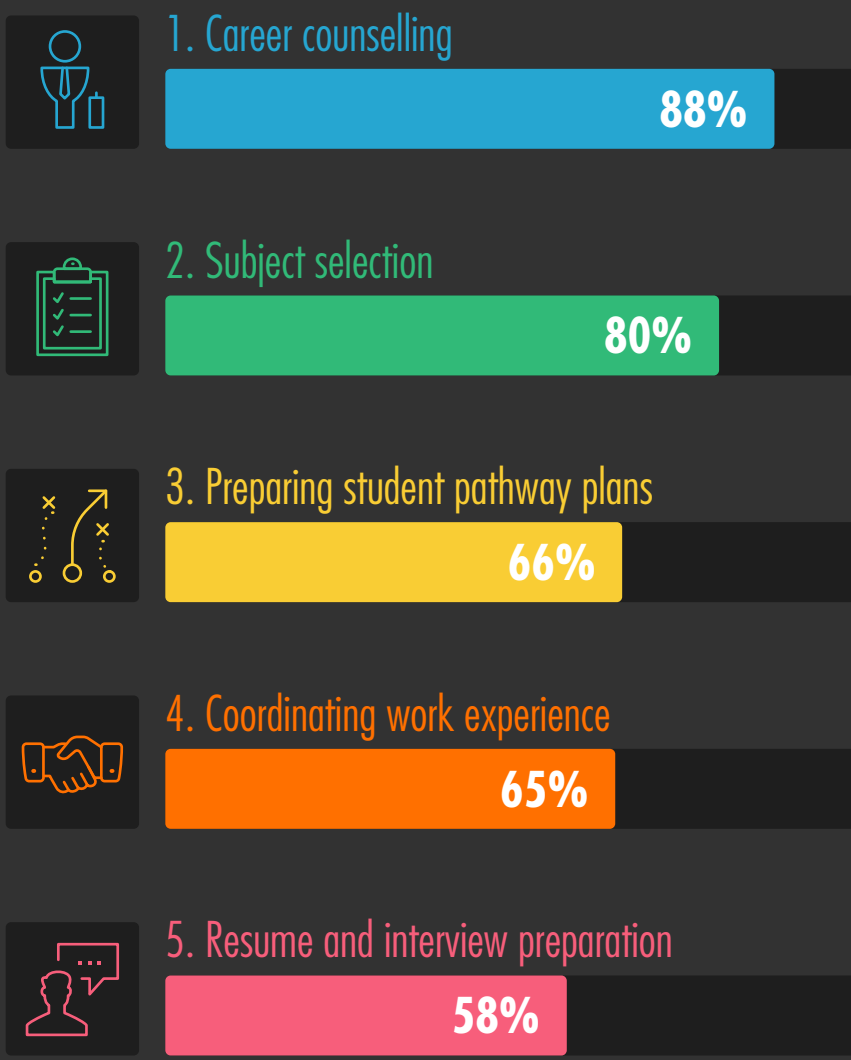 1. Career counselling
88%
2. Subject selection
80%
3. Preparing student pathway plans
66%
4. Coordinating work experience
65%
5. Resume and interview preparation
58%